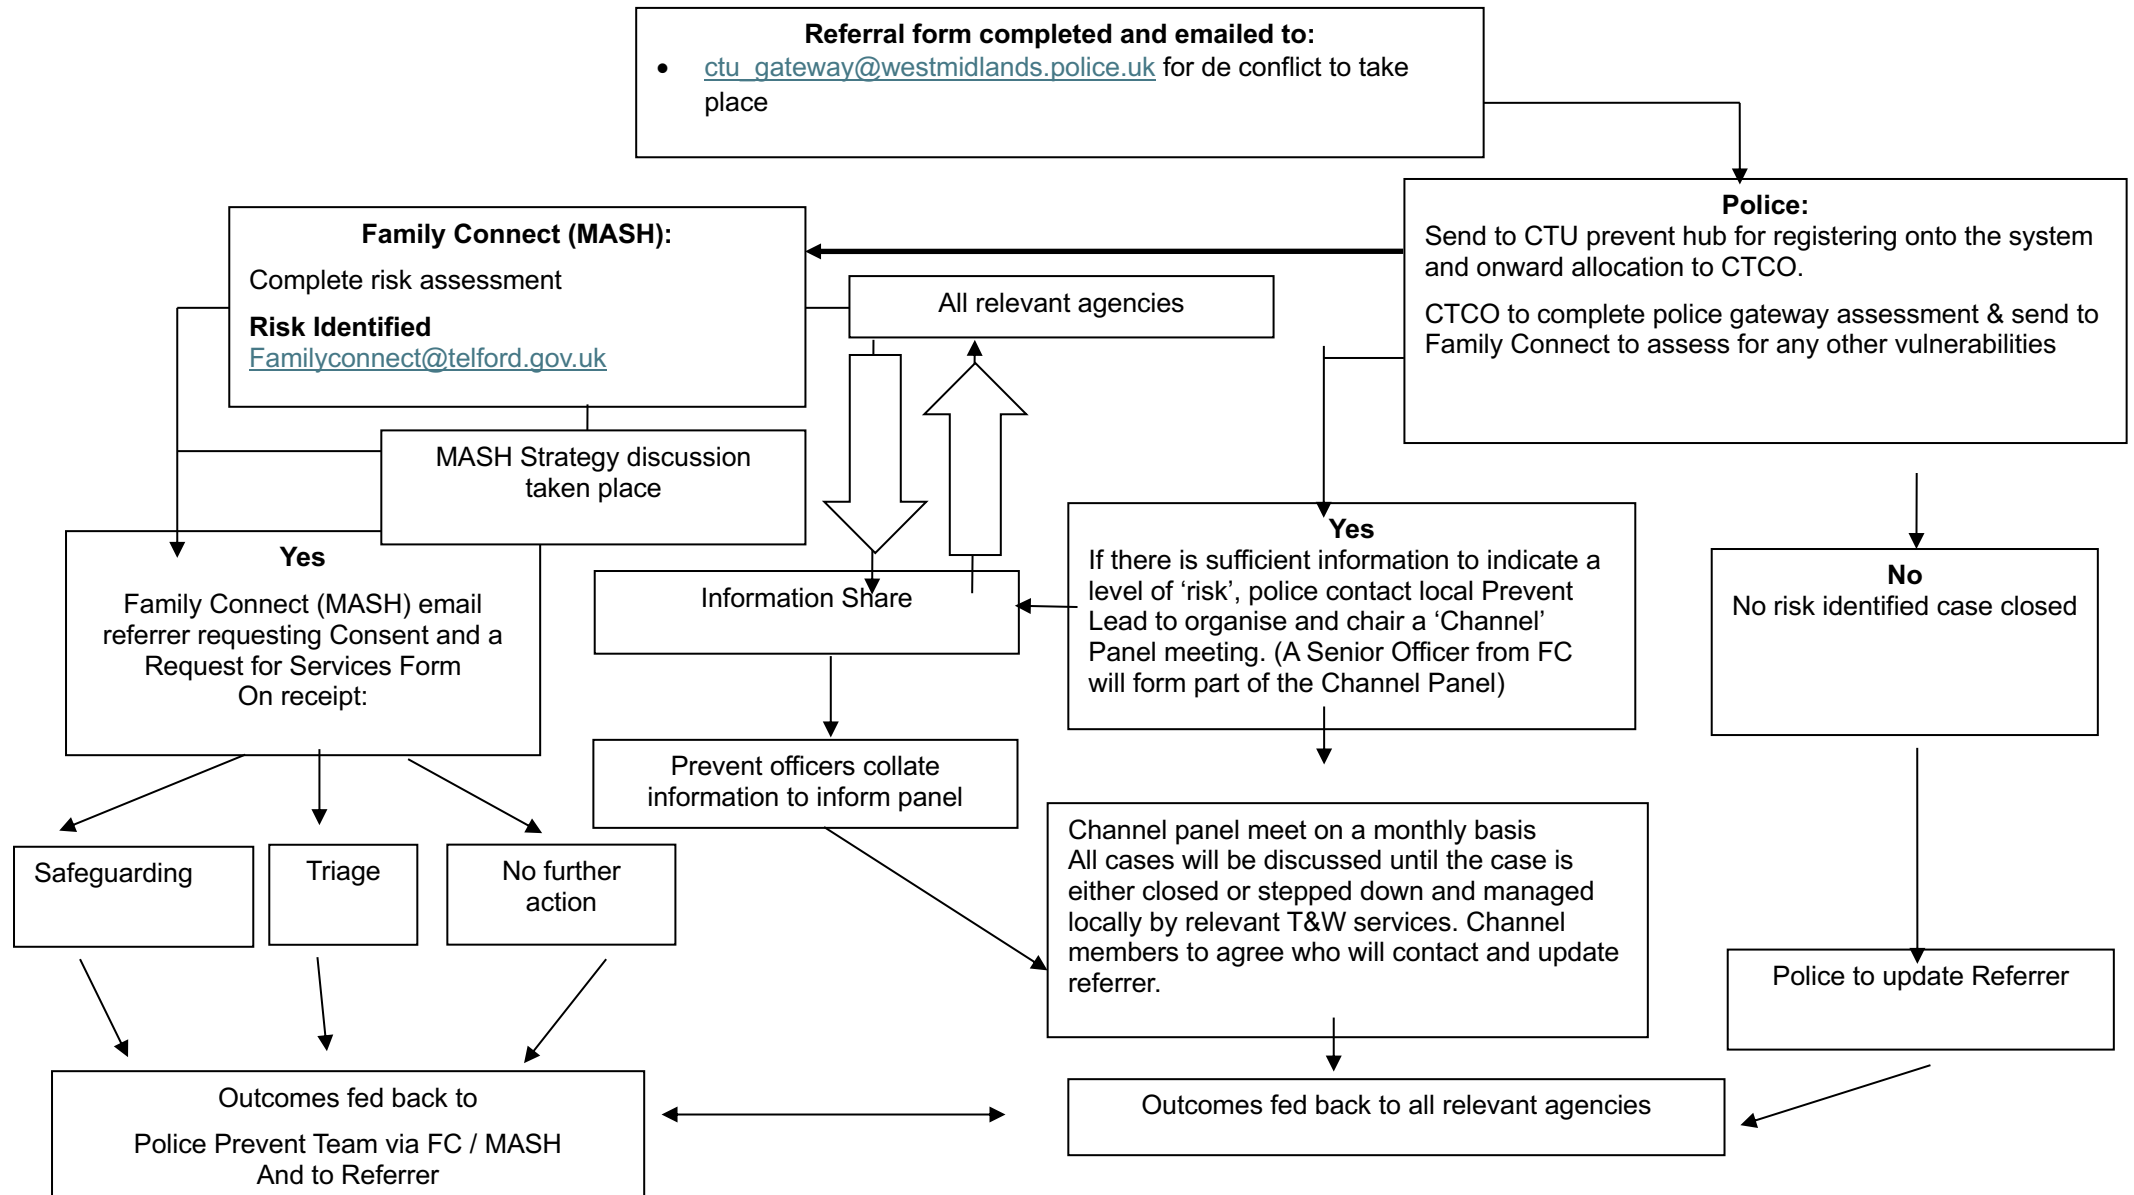 Referral form completed and emailed to:
• ctu_gateway@westmidlands.police.uk for de conflict to take
place
Police:
Send to CTU prevent hub for registering onto the system
and onward allocation to CTCO.
CTCO to complete police gateway assessment & send to
Family Connect to assess for any other vulnerabilities
Family Connect (MASH):
Complete risk assessment
Risk Identified
Familyconnect@telford.gov.uk
All relevant agencies
MASH Strategy discussion
taken place
Yes
Family Connect (MASH) email
referrer requesting Consent and a
Request for Services Form
On receipt:
Information Share
Yes
If there is sufficient information to indicate a
level of ‘risk’, police contact local Prevent
Lead to organise and chair a ‘Channel’
Panel meeting. (A Senior Officer from FC
will form part of the Channel Panel)
No
No risk identified case closed
Prevent officers collate
information to inform panel
Safeguarding
Triage
No further
action
Channel panel meet on a monthly basis
All cases will be discussed until the case is
either closed or stepped down and managed
locally by relevant T&W services. Channel
members to agree who will contact and update
referrer.
Police to update Referrer
Outcomes fed back to
Police Prevent Team via FC / MASH
And to Referrer
Outcomes fed back to all relevant agencies